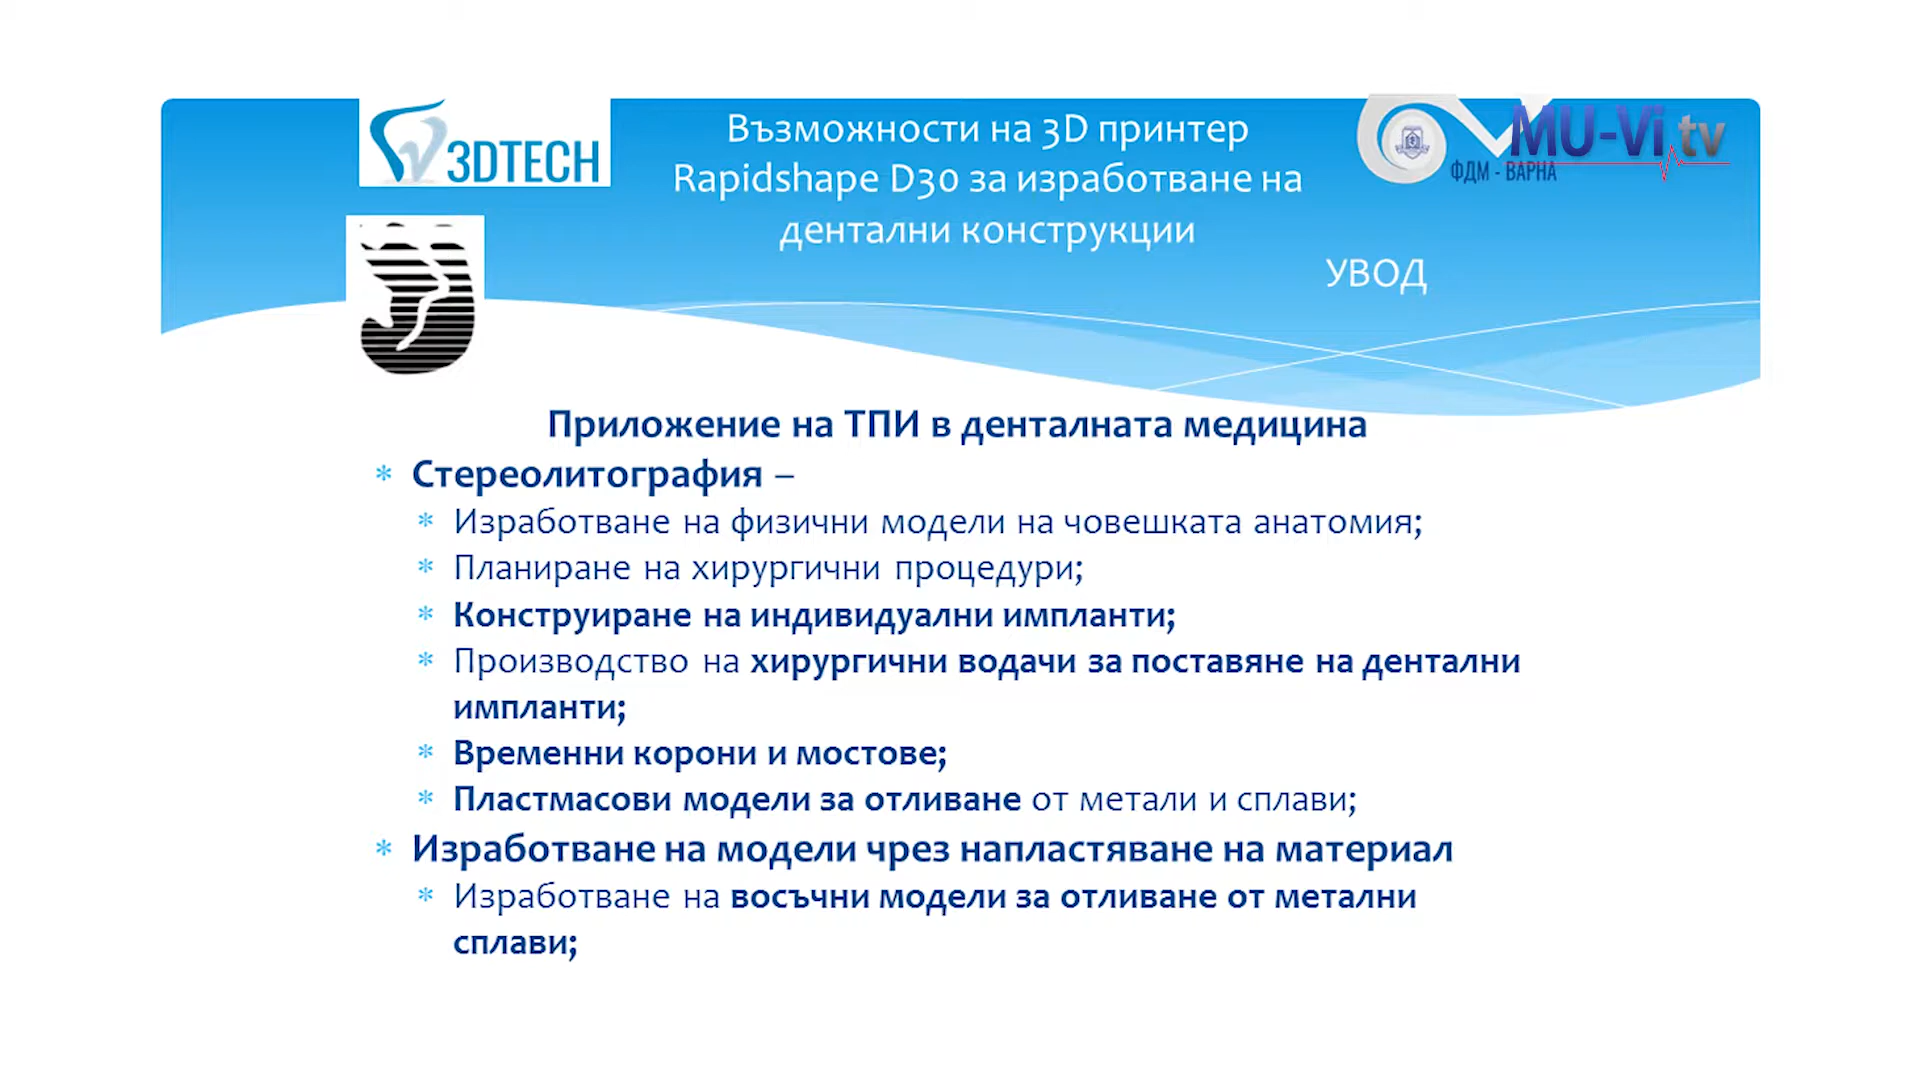 3DTECH
Възможности на 3D принтер
Rapidshape D30 за изработване на
дентални конструкции
УВОД
MU-Vi.tv
ФДМ - ВАРНА
Приложение на ТПИ в денталната медицина
* Стереолитография –
* Изработване на физични модели на човешката анатомия;
* Планиране на хирургични процедури;
* Конструиране на индивидуални импланти;
* Производство на хирургични водачи за поставяне на дентални
импланти;
* Временни корони и мостове;
* Пластмасови модели за отливане от метали и сплави;
* Изработване на модели чрез напластяване на материал
* Изработване на восъчни модели за отливане от метални
сплави;